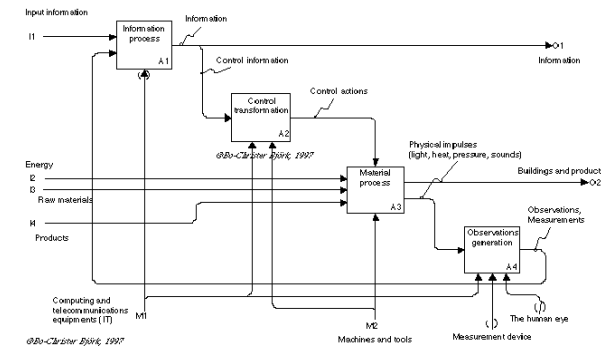 Input information
I1
Information
process
A1
Information
O1
Information
Control information
Control
transformation
A2
Control actions
©Bo-Christer Björk, 1997
Physical impulses
(light, heat, pressure, sounds)
Energy
I2
I3
Raw materials
I4
Products
Material
process
A3
Buildings and product
O2
Observations,
Measurements
Observations
generation
A4
Computing and
telecommunications
equipments (IT)
M1
M2
Machines and tools
The human eye
Measurement device
©Bo-Christer Björk, 1997